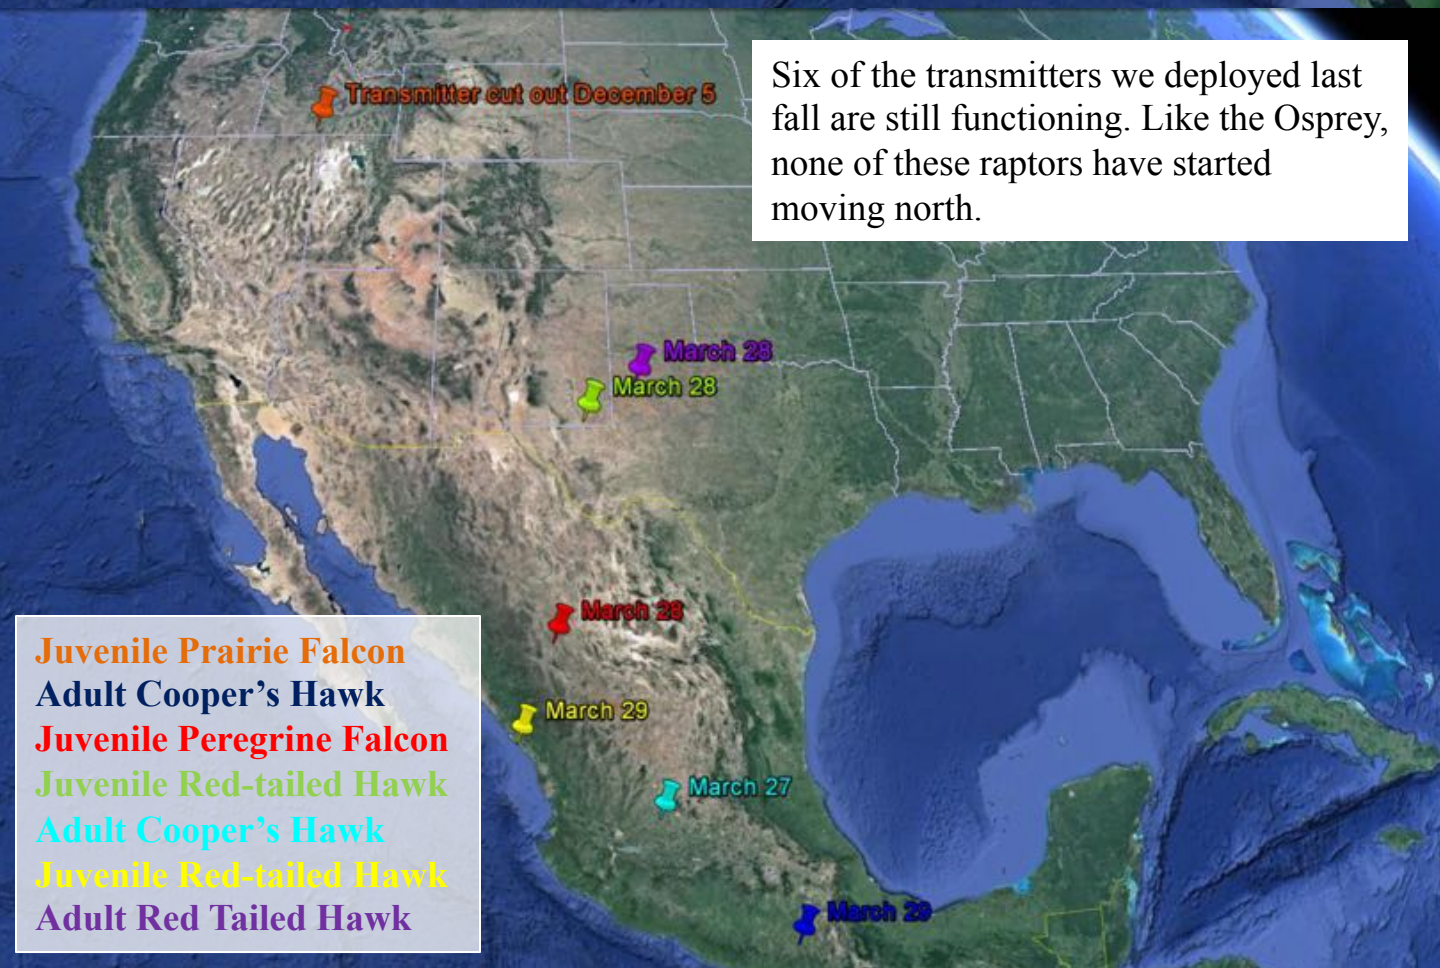 Transmitter cut out December 5
Six of the transmitters we deployed last
fall are still functioning. Like the Osprey,
none of these raptors have started
moving north.
March 28
March 28
March 28
March 29
March 27
March 29
Juvenile Prairie Falcon
Adult Cooper’s Hawk
Juvenile Peregrine Falcon
Juvenile Red-tailed Hawk
Adult Cooper’s Hawk
Juvenile Red-tailed Hawk
Adult Red Tailed Hawk